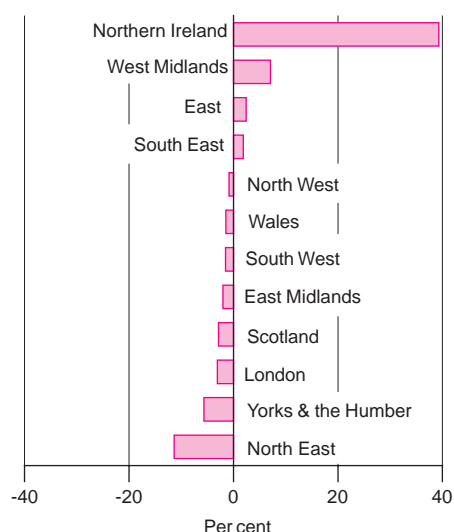 Northern Ireland
West Midlands
East
South East
North West
Wales
South West
East Midlands
Scotland
London
Yorks & the Humber
North East
-40 -20 0 20 40
Per cent